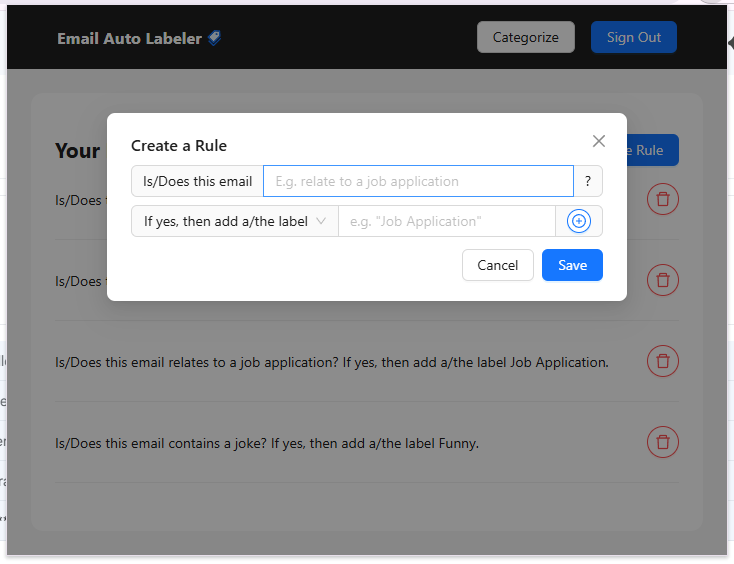 Email Auto Labeler
Categorize
Sign Out
Your
Rule
Create a Rule
Is/Does this email
E.g. relate to a job application
?
If yes, then add a/the label
e.g. "Job Application"
Cancel
Save
Is/Does
Is/Does
Is/Does this email relates to a job application? If yes, then add a/the label Job Application.
Is/Does this email contains a joke? If yes, then add a/the label Funny.